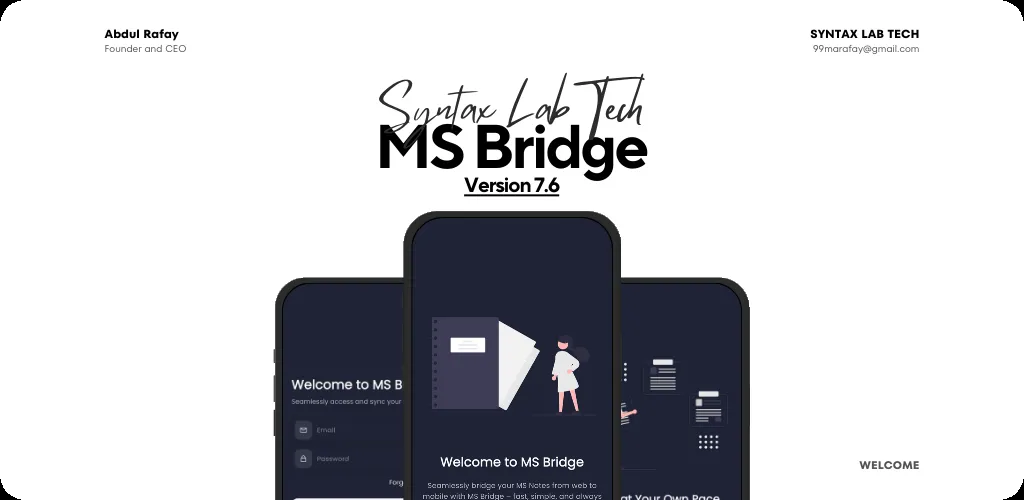 Abdul Rafay
Founder and CEO
SYNTAX LAB TECH
99marafay@gmail.com
Syntax Lab Tech
MS Bridge
Version 7.6
Welcome to MS B
Seamlessly access and sync your
Email
Password
Forg
Welcome to MS Bridge
Seamlessly bridge your MS Notes from web to
mobile with MS Bridge – fast, simple, and always
at Your Own Pace
WELCOME